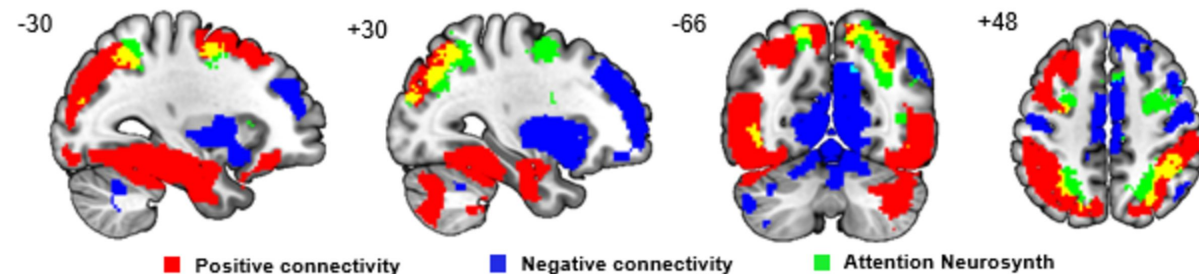 -30
+30
-66
+48
Positive connectivity
Negative connectivity
Attention Neurosynth
L